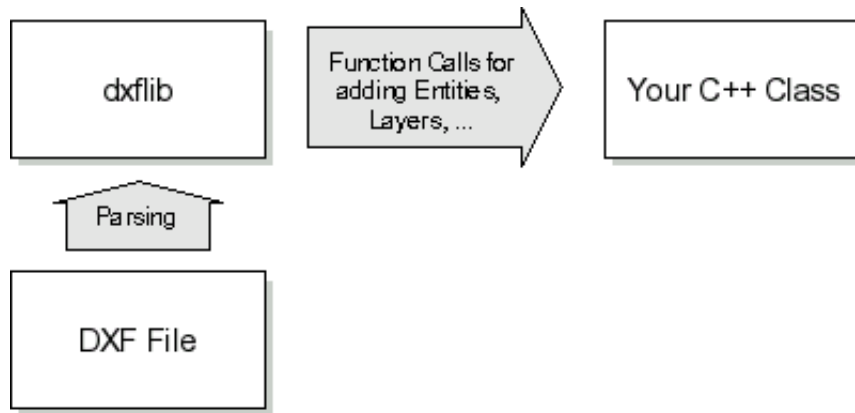 dxflib
Function Calls for
adding Entities,
Layers, ...
Your C++ Class
Parsing
DXF File